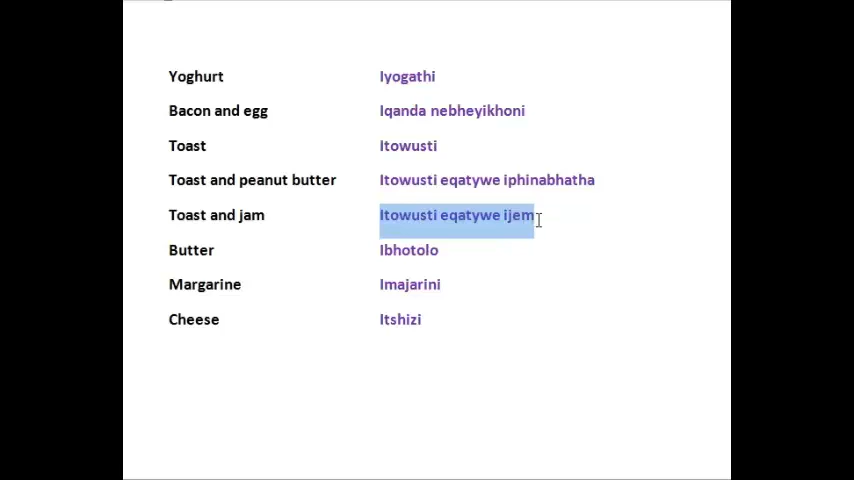 Yoghurt Iyogathi
Bacon and egg Iqanda nebheyikhoni
Toast Itowusti
Toast and peanut butter Itowusti eqatywe iphinabhatha
Toast and jam Itowusti eqatywe ijem
Butter Ibhotolo
Margarine Imajarini
Cheese Itshizi